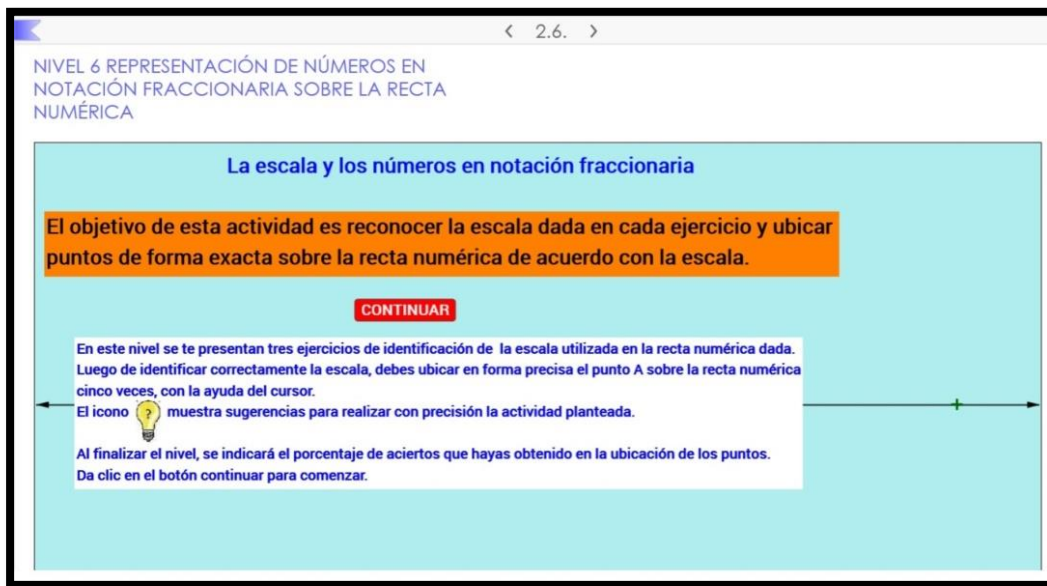 2.6.
NIVEL 6 REPRESENTACIÓN DE NÚMEROS EN
NOTACIÓN FRACCIONARIA SOBRE LA RECTA
NUMÉRICA
La escala y los números en notación fraccionaria
El objetivo de esta actividad es reconocer la escala dada en cada ejercicio y ubicar
puntos de forma exacta sobre la recta numérica de acuerdo con la escala.
CONTINUAR
En este nivel se te presentan tres ejercicios de identificación de la escala utilizada en la recta numérica dada.
Luego de identificar correctamente la escala, debes ubicar en forma precisa el punto A sobre la recta numérica
cinco veces, con la ayuda del cursor.
El icono ? muestra sugerencias para realizar con precisión la actividad planteada.
Al finalizar el nivel, se indicará el porcentaje de aciertos que hayas obtenido en la ubicación de los puntos.
Da clic en el botón continuar para comenzar.